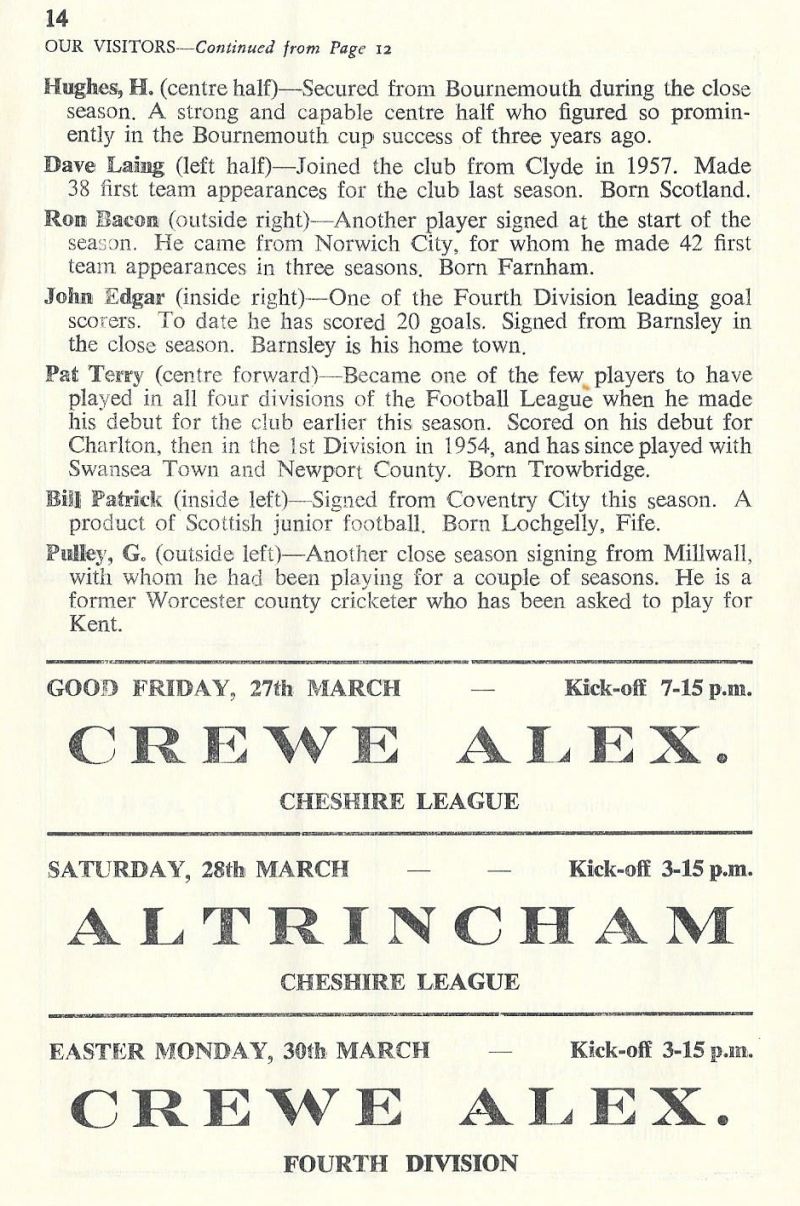 14
OUR VISITORS—Continued from Page 12
Hughes, H. (centre half)—Secured from Bournemouth during the close
season. A strong and capable centre half who figured so promin-
ently in the Bournemouth cup success of three years ago.
Dave Laing (left half)—Joined the club from Clyde in 1957. Made
38 first team appearances for the club last season. Born Scotland.
Ron Bacon (outside right)—Another player signed at the start of the
season. He came from Norwich City, for whom he made 42 first
team appearances in three seasons. Born Farnham.
John Edgar (inside right)—One of the Fourth Division leading goal
scorers. To date he has scored 20 goals. Signed from Barnsley in
the close season. Barnsley is his home town.
Pat Terry (centre forward)—Became one of the few players to have
played in all four divisions of the Football League when he made
his debut for the club earlier this season. Scored on his debut for
Charlton, then in the 1st Division in 1954, and has since played with
Swansea Town and Newport County. Born Trowbridge.
Bill Patrick (inside left)—Signed from Coventry City this season. A
product of Scottish junior football. Born Lochgelly, Fife.
Pulley, G. (outside left)—Another close season signing from Millwall,
with whom he had been playing for a couple of seasons. He is a
former Worcester county cricketer who has been asked to play for
Kent.
GOOD FRIDAY, 27th MARCH — Kick-off 7-15 p.m.
CREWE ALEX.
CHESHIRE LEAGUE
SATURDAY, 28th MARCH — — Kick-off 3-15 p.m.
ALTRINCHAM
CHESHIRE LEAGUE
EASTER MONDAY, 30th MARCH — Kick-off 3-15 p.m.
CREWE ALEX.
FOURTH DIVISION